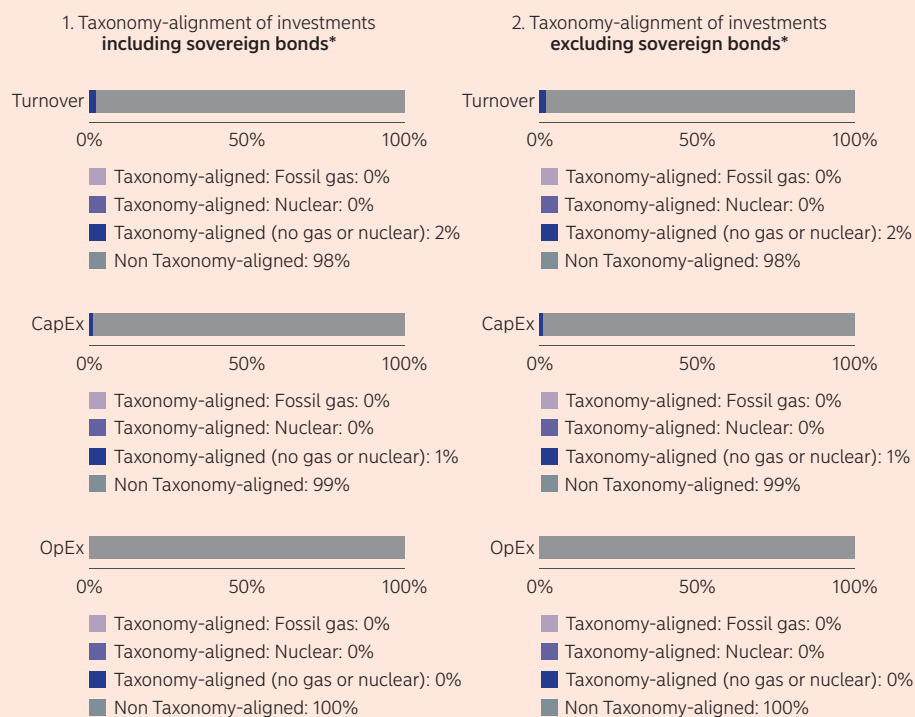 1. Taxonomy-alignment of investments
including sovereign bonds*
Turnover
0% 50% 100%
Taxonomy-aligned: Fossil gas: 0%
Taxonomy-aligned: Nuclear: 0%
Taxonomy-aligned (no gas or nuclear): 2%
Non Taxonomy-aligned: 98%
CapEx
0% 50% 100%
Taxonomy-aligned: Fossil gas: 0%
Taxonomy-aligned: Nuclear: 0%
Taxonomy-aligned (no gas or nuclear): 1%
Non Taxonomy-aligned: 99%
OpEx
0% 50% 100%
Taxonomy-aligned: Fossil gas: 0%
Taxonomy-aligned: Nuclear: 0%
Taxonomy-aligned (no gas or nuclear): 0%
Non Taxonomy-aligned: 100%
2. Taxonomy-alignment of investments
excluding sovereign bonds*
Turnover
0% 50% 100%
Taxonomy-aligned: Fossil gas: 0%
Taxonomy-aligned: Nuclear: 0%
Taxonomy-aligned (no gas or nuclear): 2%
Non Taxonomy-aligned: 98%
CapEx
0% 50% 100%
Taxonomy-aligned: Fossil gas: 0%
Taxonomy-aligned: Nuclear: 0%
Taxonomy-aligned (no gas or nuclear): 1%
Non Taxonomy-aligned: 99%
OpEx
0% 50% 100%
Taxonomy-aligned: Fossil gas: 0%
Taxonomy-aligned: Nuclear: 0%
Taxonomy-aligned (no gas or nuclear): 0%
Non Taxonomy-aligned: 100%